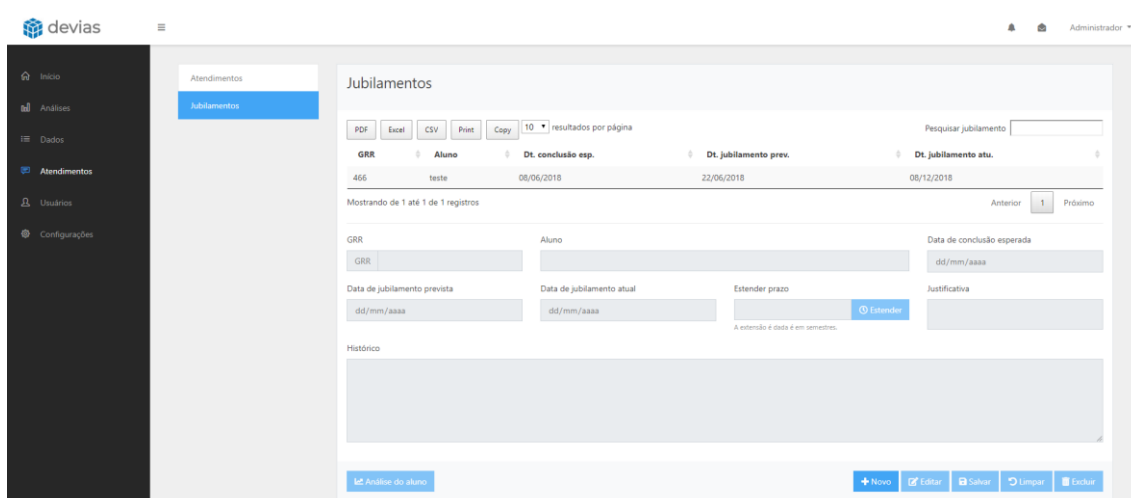 devias
Administrador
Início
Análises
Dados
Atendimentos
Usuários
Configurações
Atendimentos
Jubilamentos
Jubilamentos
PDF Excel CSV Print Copy 10 resultados por página Pesquisar jubilamento
GRR Aluno Dt. conclusão esp. Dt. jubilamento prev. Dt. jubilamento atu.
466 teste 08/06/2018 22/06/2018 08/12/2018
Mostrando de 1 até 1 de 1 registros Anterior 1 Próximo
GRR Aluno Data de conclusão esperada
GRR dd/mm/aaaa
Data de jubilamento prevista Data de jubilamento atual Estender prazo Justificativa
dd/mm/aaaa dd/mm/aaaa Estender
A extensão é dada é em semestres.
Histórico
Análise do aluno Novo Editar Salvar Limpar Excluir